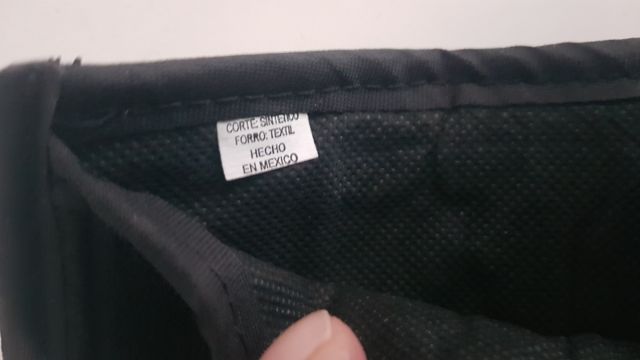 CORTE: SINTETICO
FORRO: TEXTIL
HECHO
EN MEXICO